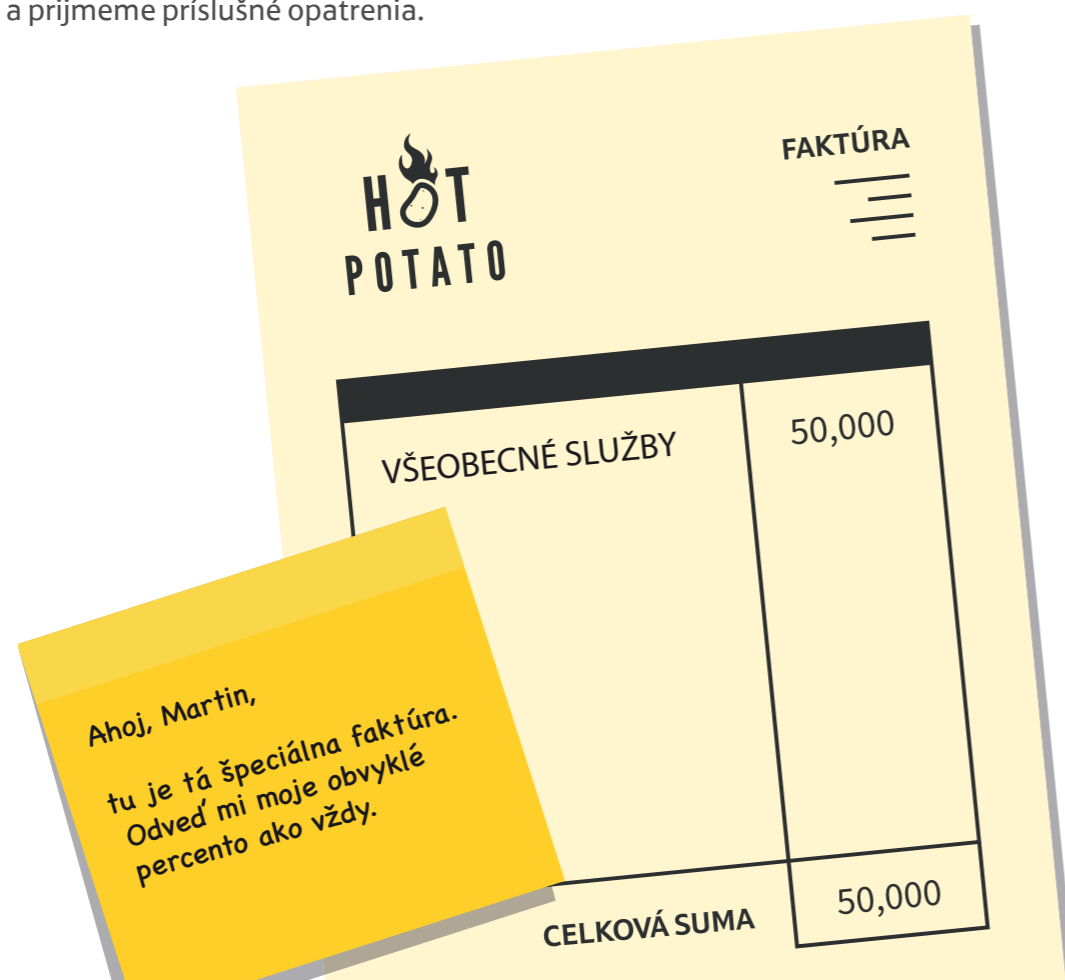 a prijmeme príslušné opatrenia.
HOT
POTATO
FAKTÚRA
VŠEOBECNÉ SLUŽBY
50,000
Ahoj, Martin,
tu je tá špeciálna faktúra.
Odveď mi moje obvyklé
percento ako vždy.
CELKOVÁ SUMA
50,000